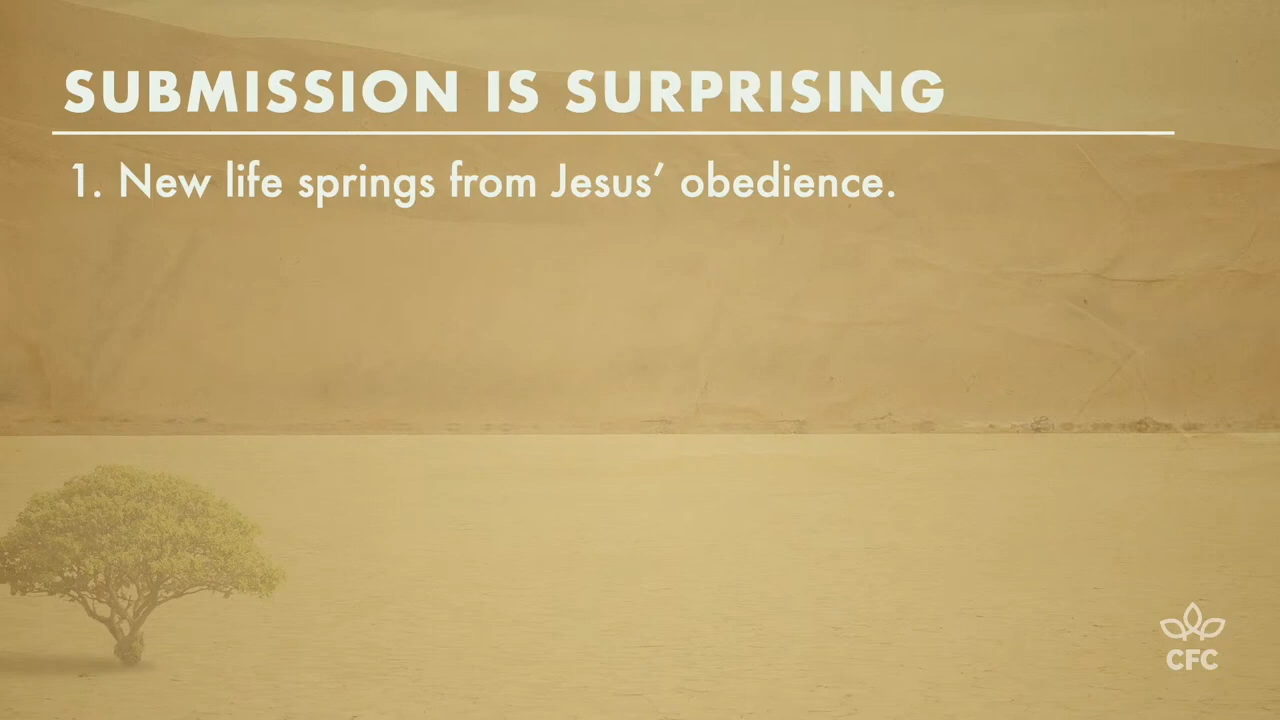 SUBMISSION IS SURPRISING
1. New life springs from Jesus’ obedience.
CFC